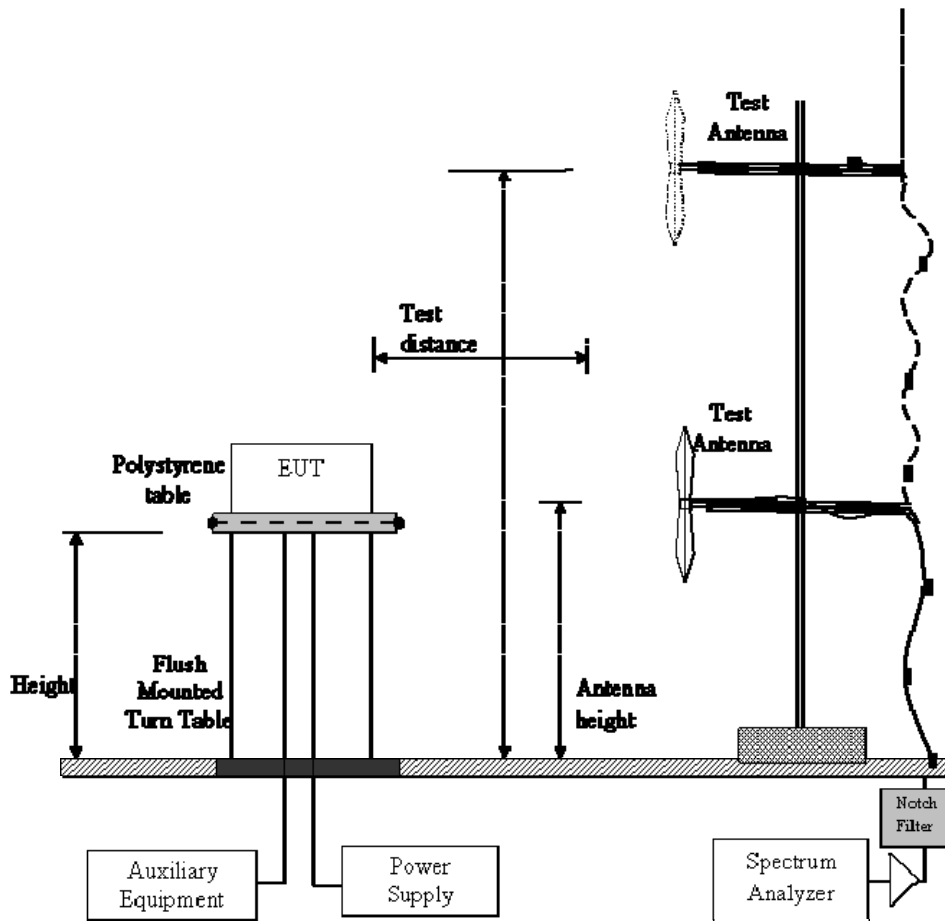 Test
Antenna
Test
distance
Test
Antenna
EUT
Polystyrene
table
Height
Flush
Mounted
Turn Table
Antenna
height
Notch
Filter
Auxiliary
Equipment
Power
Supply
Spectrum
Analyzer